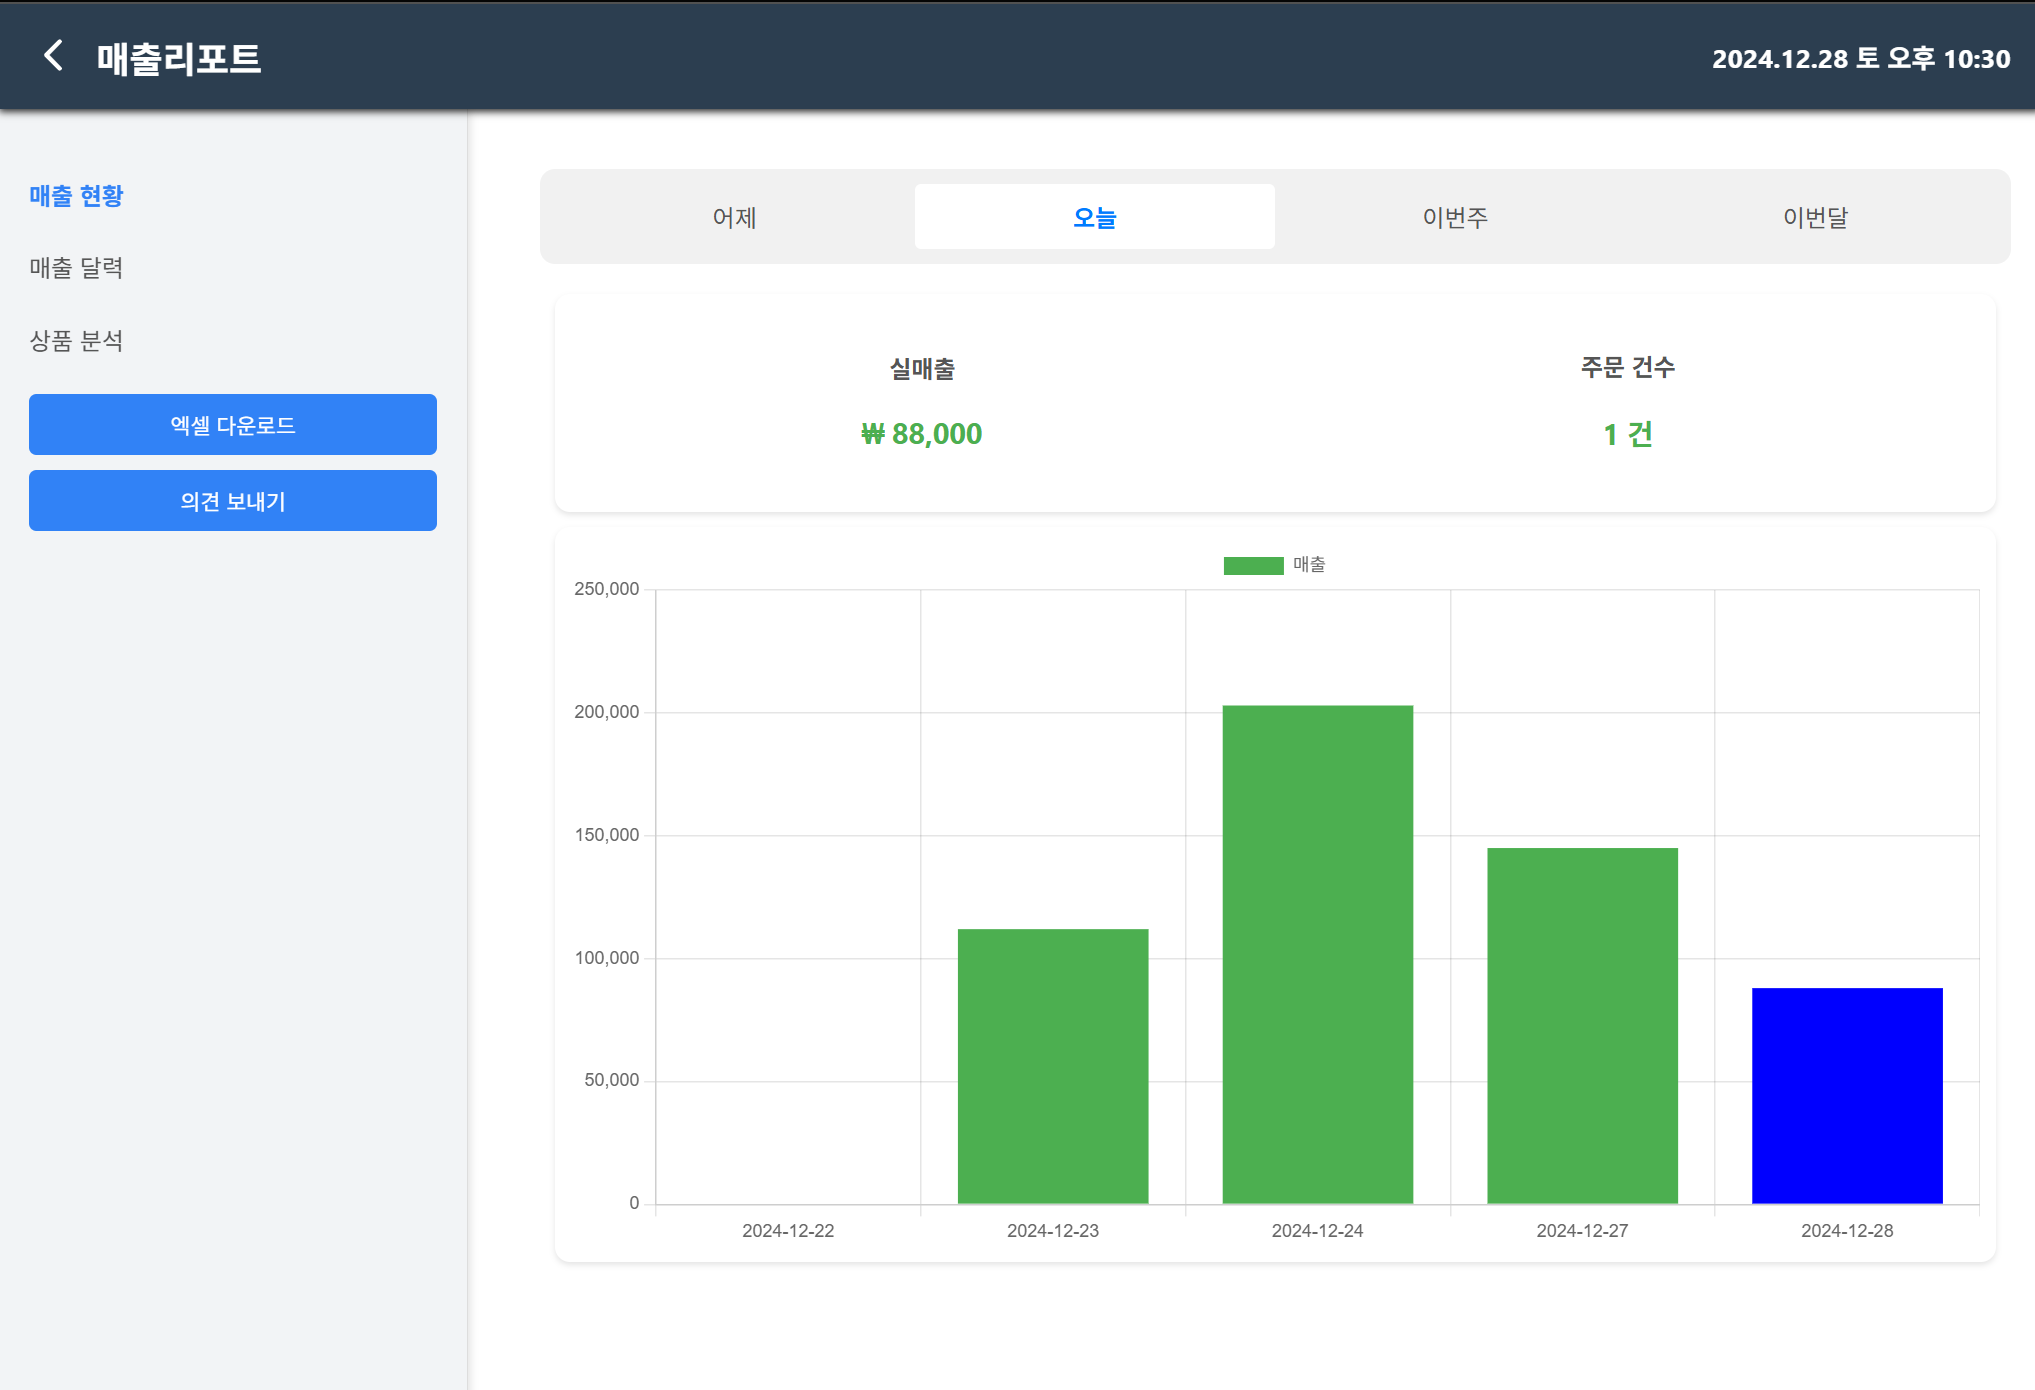 매출리포트
2024.12.28 토 오후 10:30
매출 현황
매출 달력
상품 분석
엑셀 다운로드
의견 보내기
어제
오늘
이번주
이번달
실매출
₩ 88,000
주문 건수
1 건
매출
250,000
200,000
150,000
100,000
50,000
0
2024-12-22
2024-12-23
2024-12-24
2024-12-27
2024-12-28